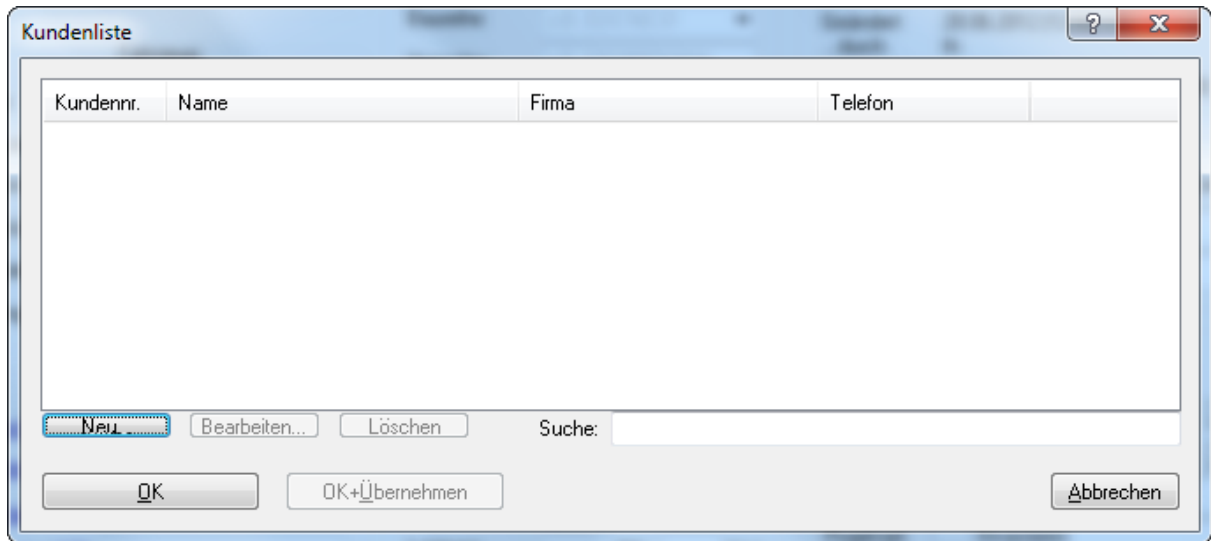 Kundenliste
?
Kundennr. Name Firma Telefon
Neu... Bearbeiten... Löschen Suche:
OK OK+Übernehmen Abbrechen